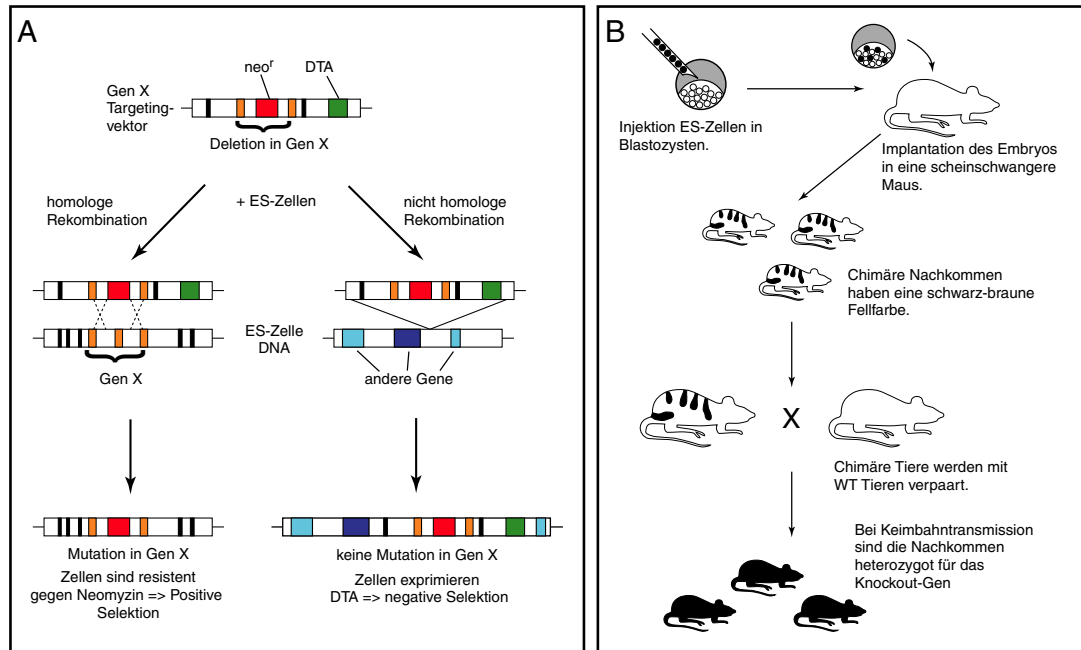 A
neoʳ
DTA
Gen X
Targeting-
vektor
Deletion in Gen X
homologe
Rekombination
+ ES-Zellen
nicht homologe
Rekombination
ES-Zelle
DNA
Gen X
andere Gene
Mutation in Gen X
Zellen sind resistent
gegen Neomyzin => Positive
Selektion
keine Mutation in Gen X
Zellen exprimieren
DTA => negative Selektion
B
Injektion ES-Zellen in
Blastozysten.
Implantation des Embryos
in eine scheinschwangere
Maus.
Chimäre Nachkommen
haben eine schwarz-braune
Fellfarbe.
X
Chimäre Tiere werden mit
WT Tieren verpaart.
Bei Keimbahntransmission
sind die Nachkommen
heterozygot für das
Knockout-Gen